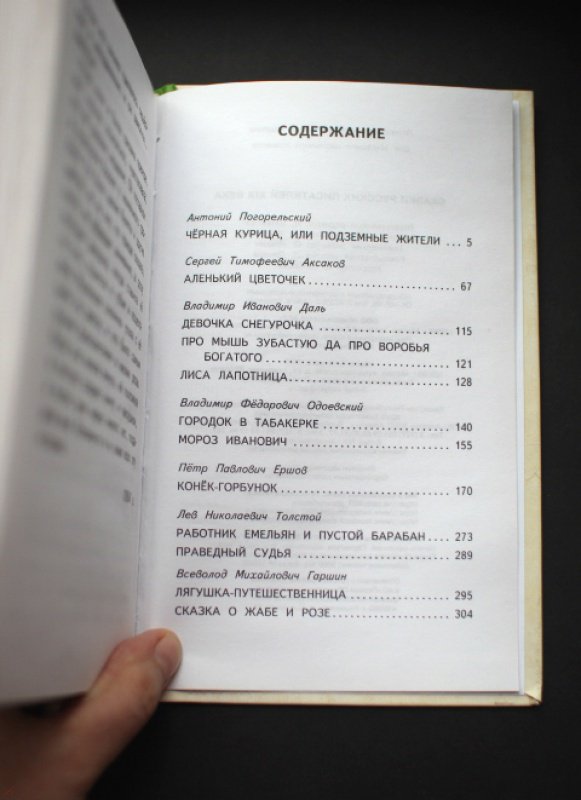 СОДЕРЖАНИЕ
Антоний Погорельский
ЧЁРНАЯ КУРИЦА, ИЛИ ПОДЗЕМНЫЕ ЖИТЕЛИ ... 5
Сергей Тимофеевич Аксаков
АЛЕНЬКИЙ ЦВЕТОЧЕК ........................ 67
Владимир Иванович Даль
ДЕВОЧКА СНЕГУРОЧКА ..................... 115
ПРО МЫШЬ ЗУБАСТУЮ ДА ПРО ВОРОБЬЯ
БОГАТОГО ............................. 121
ЛИСА ЛАПОТНИЦА.......................... 128
Владимир Фёдорович Одоевский
ГОРОДОК В ТАБАКЕРКЕ ..................... 140
МОРОЗ ИВАНОВИЧ ......................... 155
Пётр Павлович Ершов
КОНЁК-ГОРБУНОК .......................... 170
Лев Николаевич Толстой
РАБОТНИК ЕМЕЛЬЯН И ПУСТОЙ БАРАБАН .... 273
ПРАВЕДНЫЙ СУДЬЯ ........................ 289
Всеволод Михайлович Гаршин
ЛЯГУШКА-ПУТЕШЕСТВЕННИЦА ................ 295
СКАЗКА О ЖАБЕ И РОЗЕ.................... 304